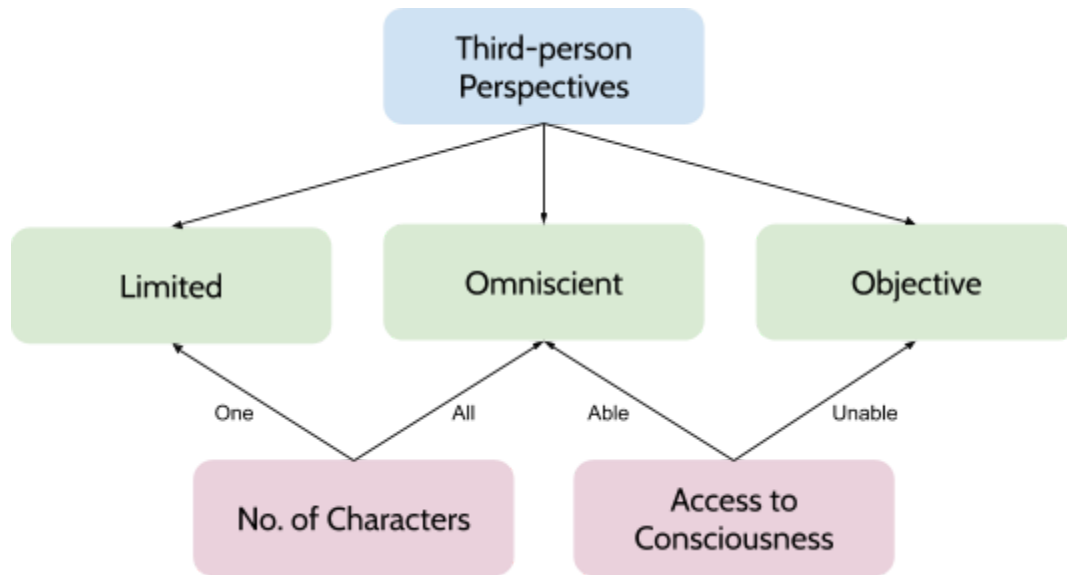 Third-person
Perspectives
Limited
Omniscient
Objective
One
All
Able
Unable
No. of Characters
Access to
Consciousness